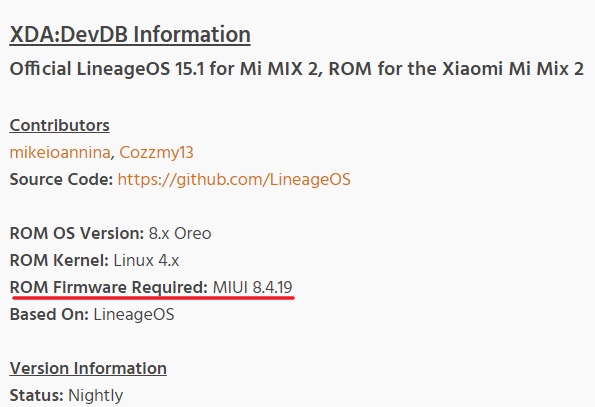 XDA:DevDB Information
Official LineageOS 15.1 for Mi MIX 2, ROM for the Xiaomi Mi Mix 2
Contributors
mikeioannina, Cozzmy13
Source Code: https://github.com/LineageOS
ROM OS Version: 8.x Oreo
ROM Kernel: Linux 4.x
ROM Firmware Required: MIUI 8.4.19
Based On: LineageOS
Version Information
Status: Nightly